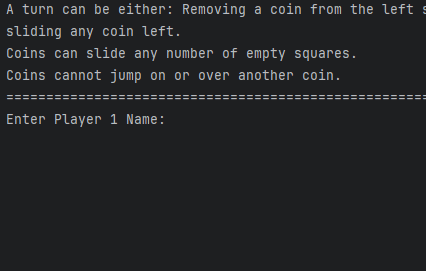 A turn can be either: Removing a coin from the left
sliding any coin left.
Coins can slide any number of empty squares.
Coins cannot jump on or over another coin.
=====================================================
Enter Player 1 Name: